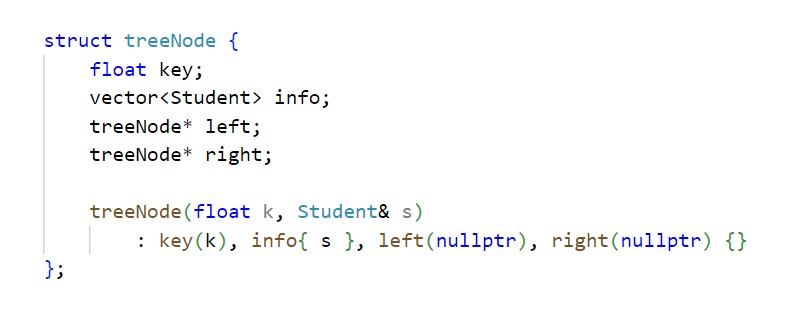 struct treeNode {
    float key;
    vector<Student> info;
    treeNode* left;
    treeNode* right;

    treeNode(float k, Student& s)
        : key(k), info{ s }, left(nullptr), right(nullptr) {}
};